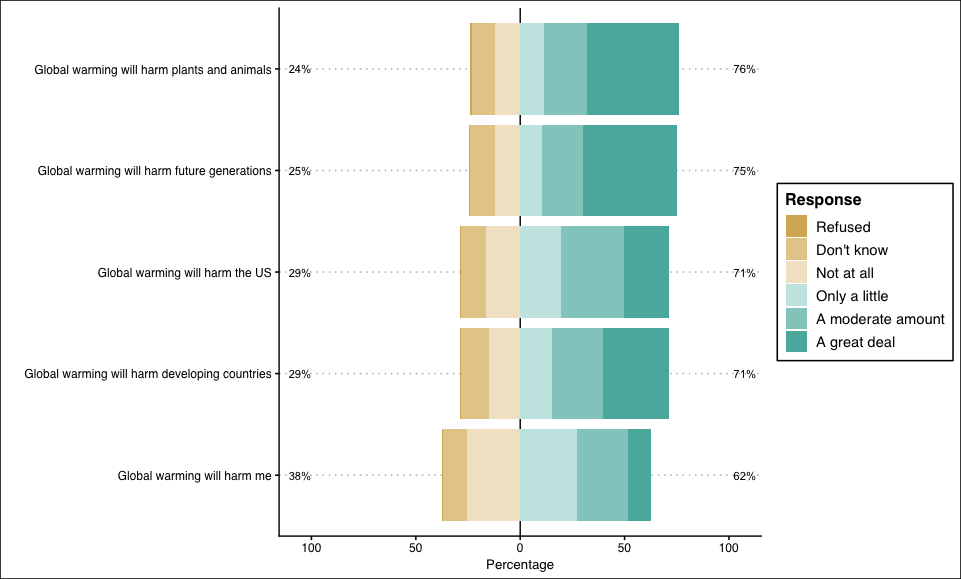 Global warming will harm plants and animals 24% 76%
Global warming will harm future generations 25% 75%
Global warming will harm the US 29% 71%
Global warming will harm developing countries 29% 71%
Global warming will harm me 38% 62%
100 50 0 50 100
Percentage
Response
Refused
Don't know
Not at all
Only a little
A moderate amount
A great deal